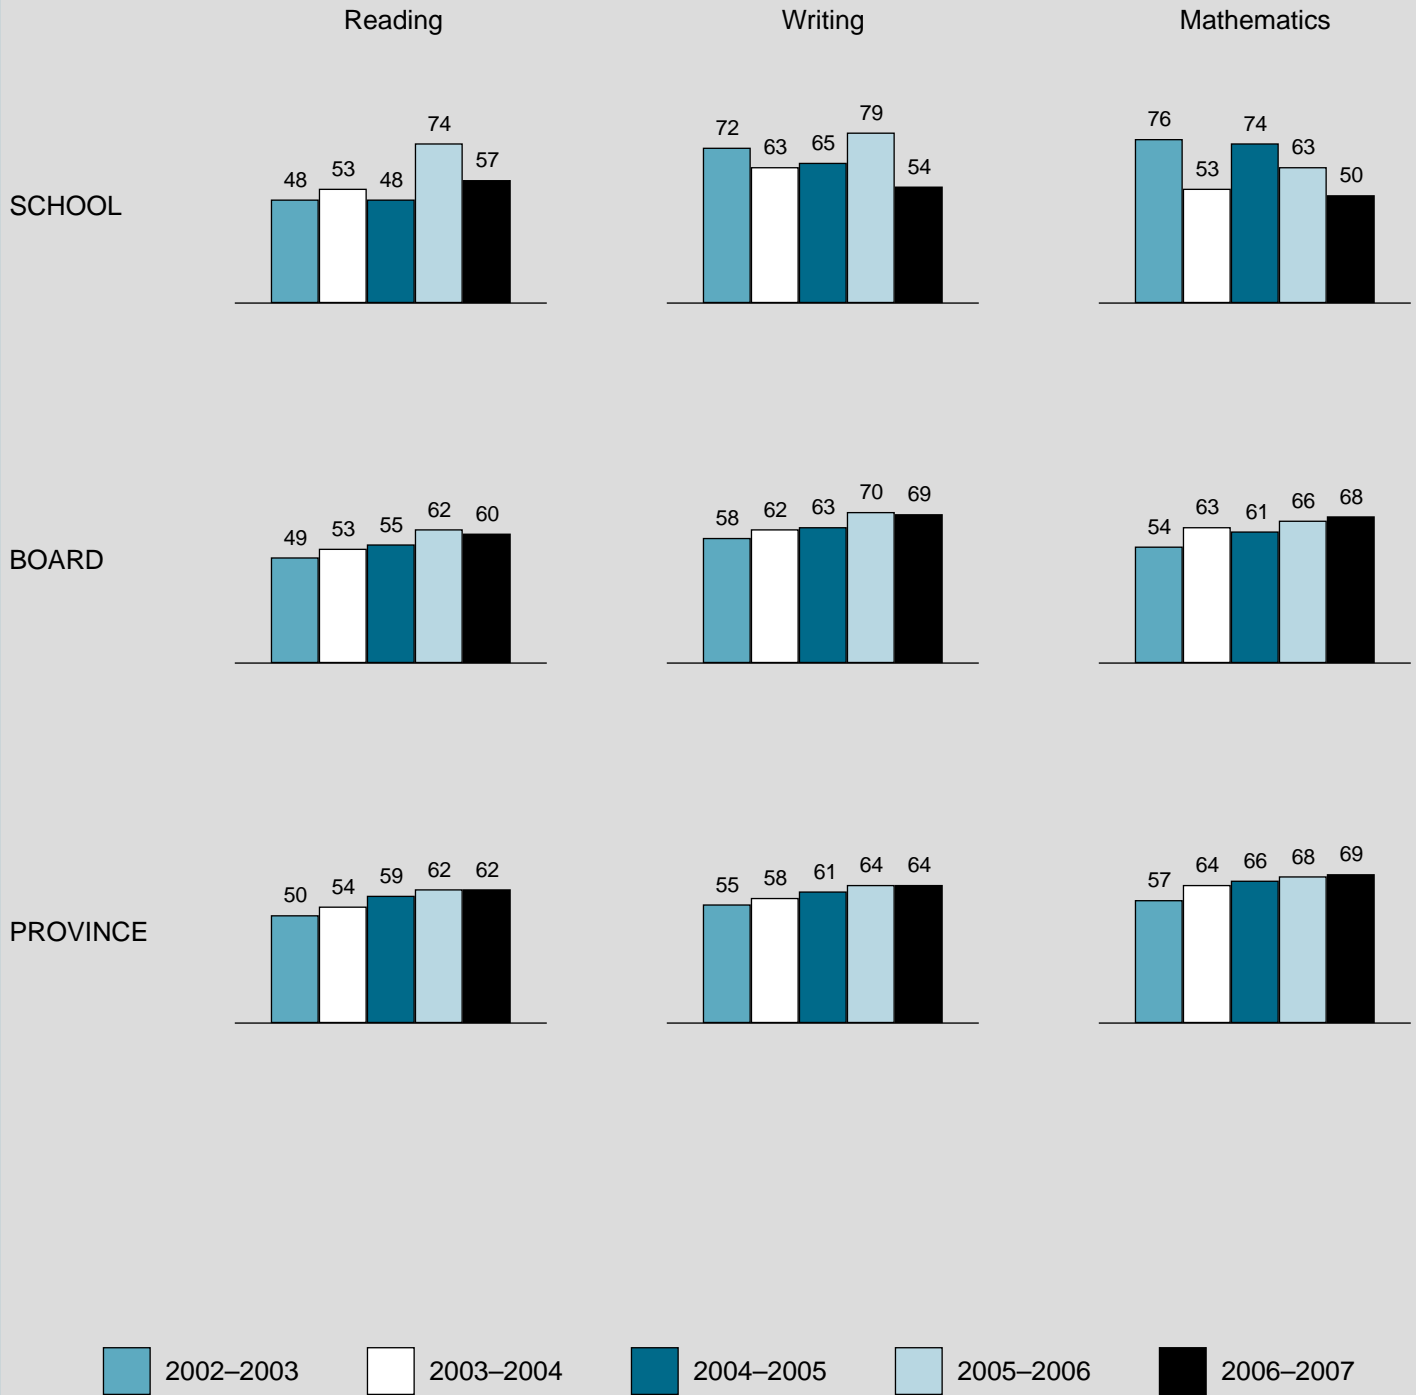 Reading Writing Mathematics
SCHOOL
48 53 48 74 57
72 63 65 79 54
76 53 74 63 50
BOARD
49 53 55 62 60
58 62 63 70 69
54 63 61 66 68
PROVINCE
50 54 59 62 62
55 58 61 64 64
57 64 66 68 69
2002–2003 2003–2004 2004–2005 2005–2006 2006–2007